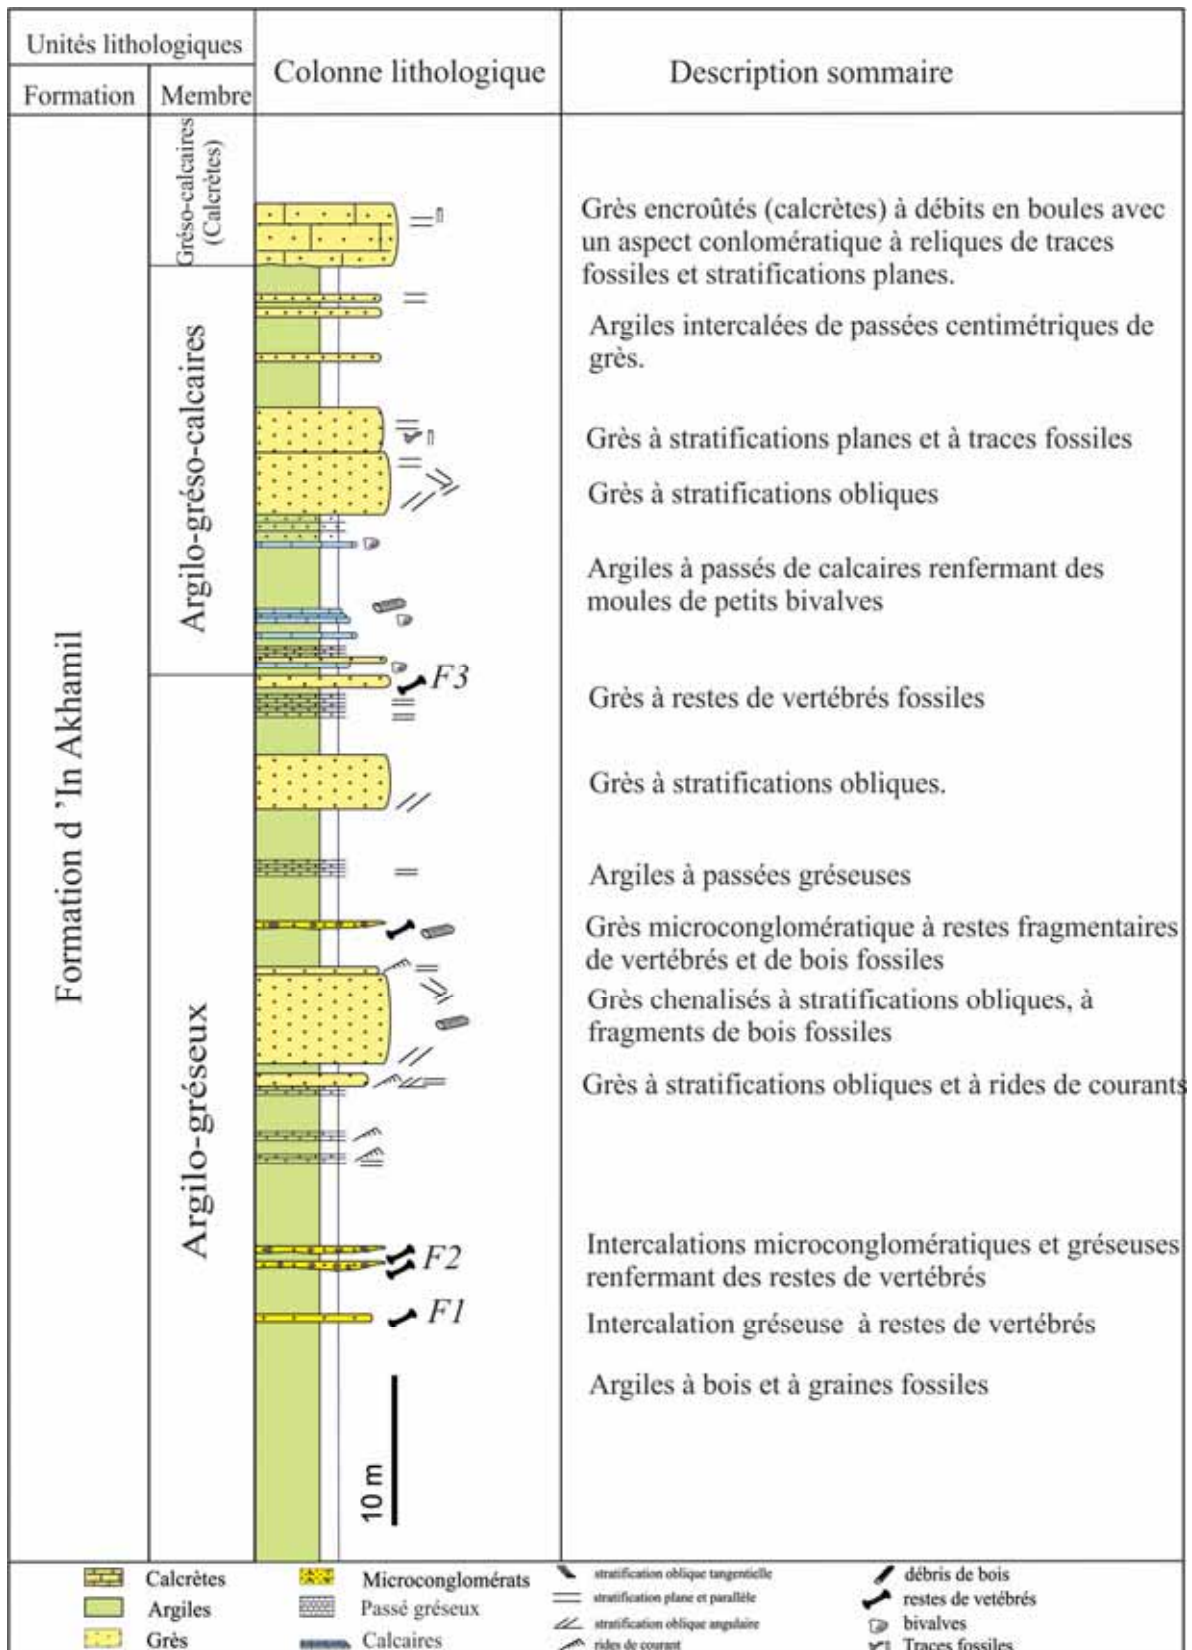 Unités lithologiques
Formation
Membre
Colonne lithologique
Description sommaire
Gréso-calcaires
(Calcrètes)
Argilo-gréso-calcaires
Formation d 'In Akhamil
Argilo-gréseux
Grès encroûtés (calcrètes) à débits en boules avec
un aspect conlomératique à reliques de traces
fossiles et stratifications planes.
Argiles intercalées de passées centimétriques de
grès.
Grès à stratifications planes et à traces fossiles
Grès à stratifications obliques
Argiles à passés de calcaires renfermant des
moules de petits bivalves
F3
Grès à restes de vertébrés fossiles
Grès à stratifications obliques.
Argiles à passées gréseuses
Grès microconglomératique à restes fragmentaires
de vertébrés et de bois fossiles
Grès chenalisés à stratifications obliques, à
fragments de bois fossiles
Grès à stratifications obliques et à rides de courants
F2
Intercalations microconglomératiques et gréseuses
renfermant des restes de vertébrés
F1
Intercalation gréseuse à restes de vertébrés
Argiles à bois et à graines fossiles
10 m
Calcrètes
Argiles
Grès
Microconglomérats
Passé gréseux
Calcaires
stratification oblique tangentielle
stratification plane et parallèle
stratification oblique angulaire
rides de courant
débris de bois
restes de vetébrés
bivalves
Traces fossiles